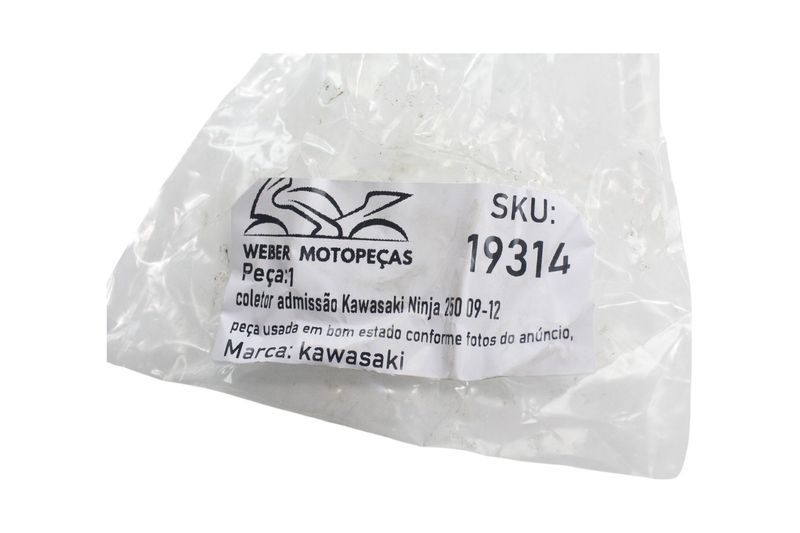 WEBER MOTOPEÇAS
SKU:
19314
Peça:1
coletor admissão Kawasaki Ninja 250 09-12
peça usada em bom estado conforme fotos do anúncio,
Marca: kawasaki